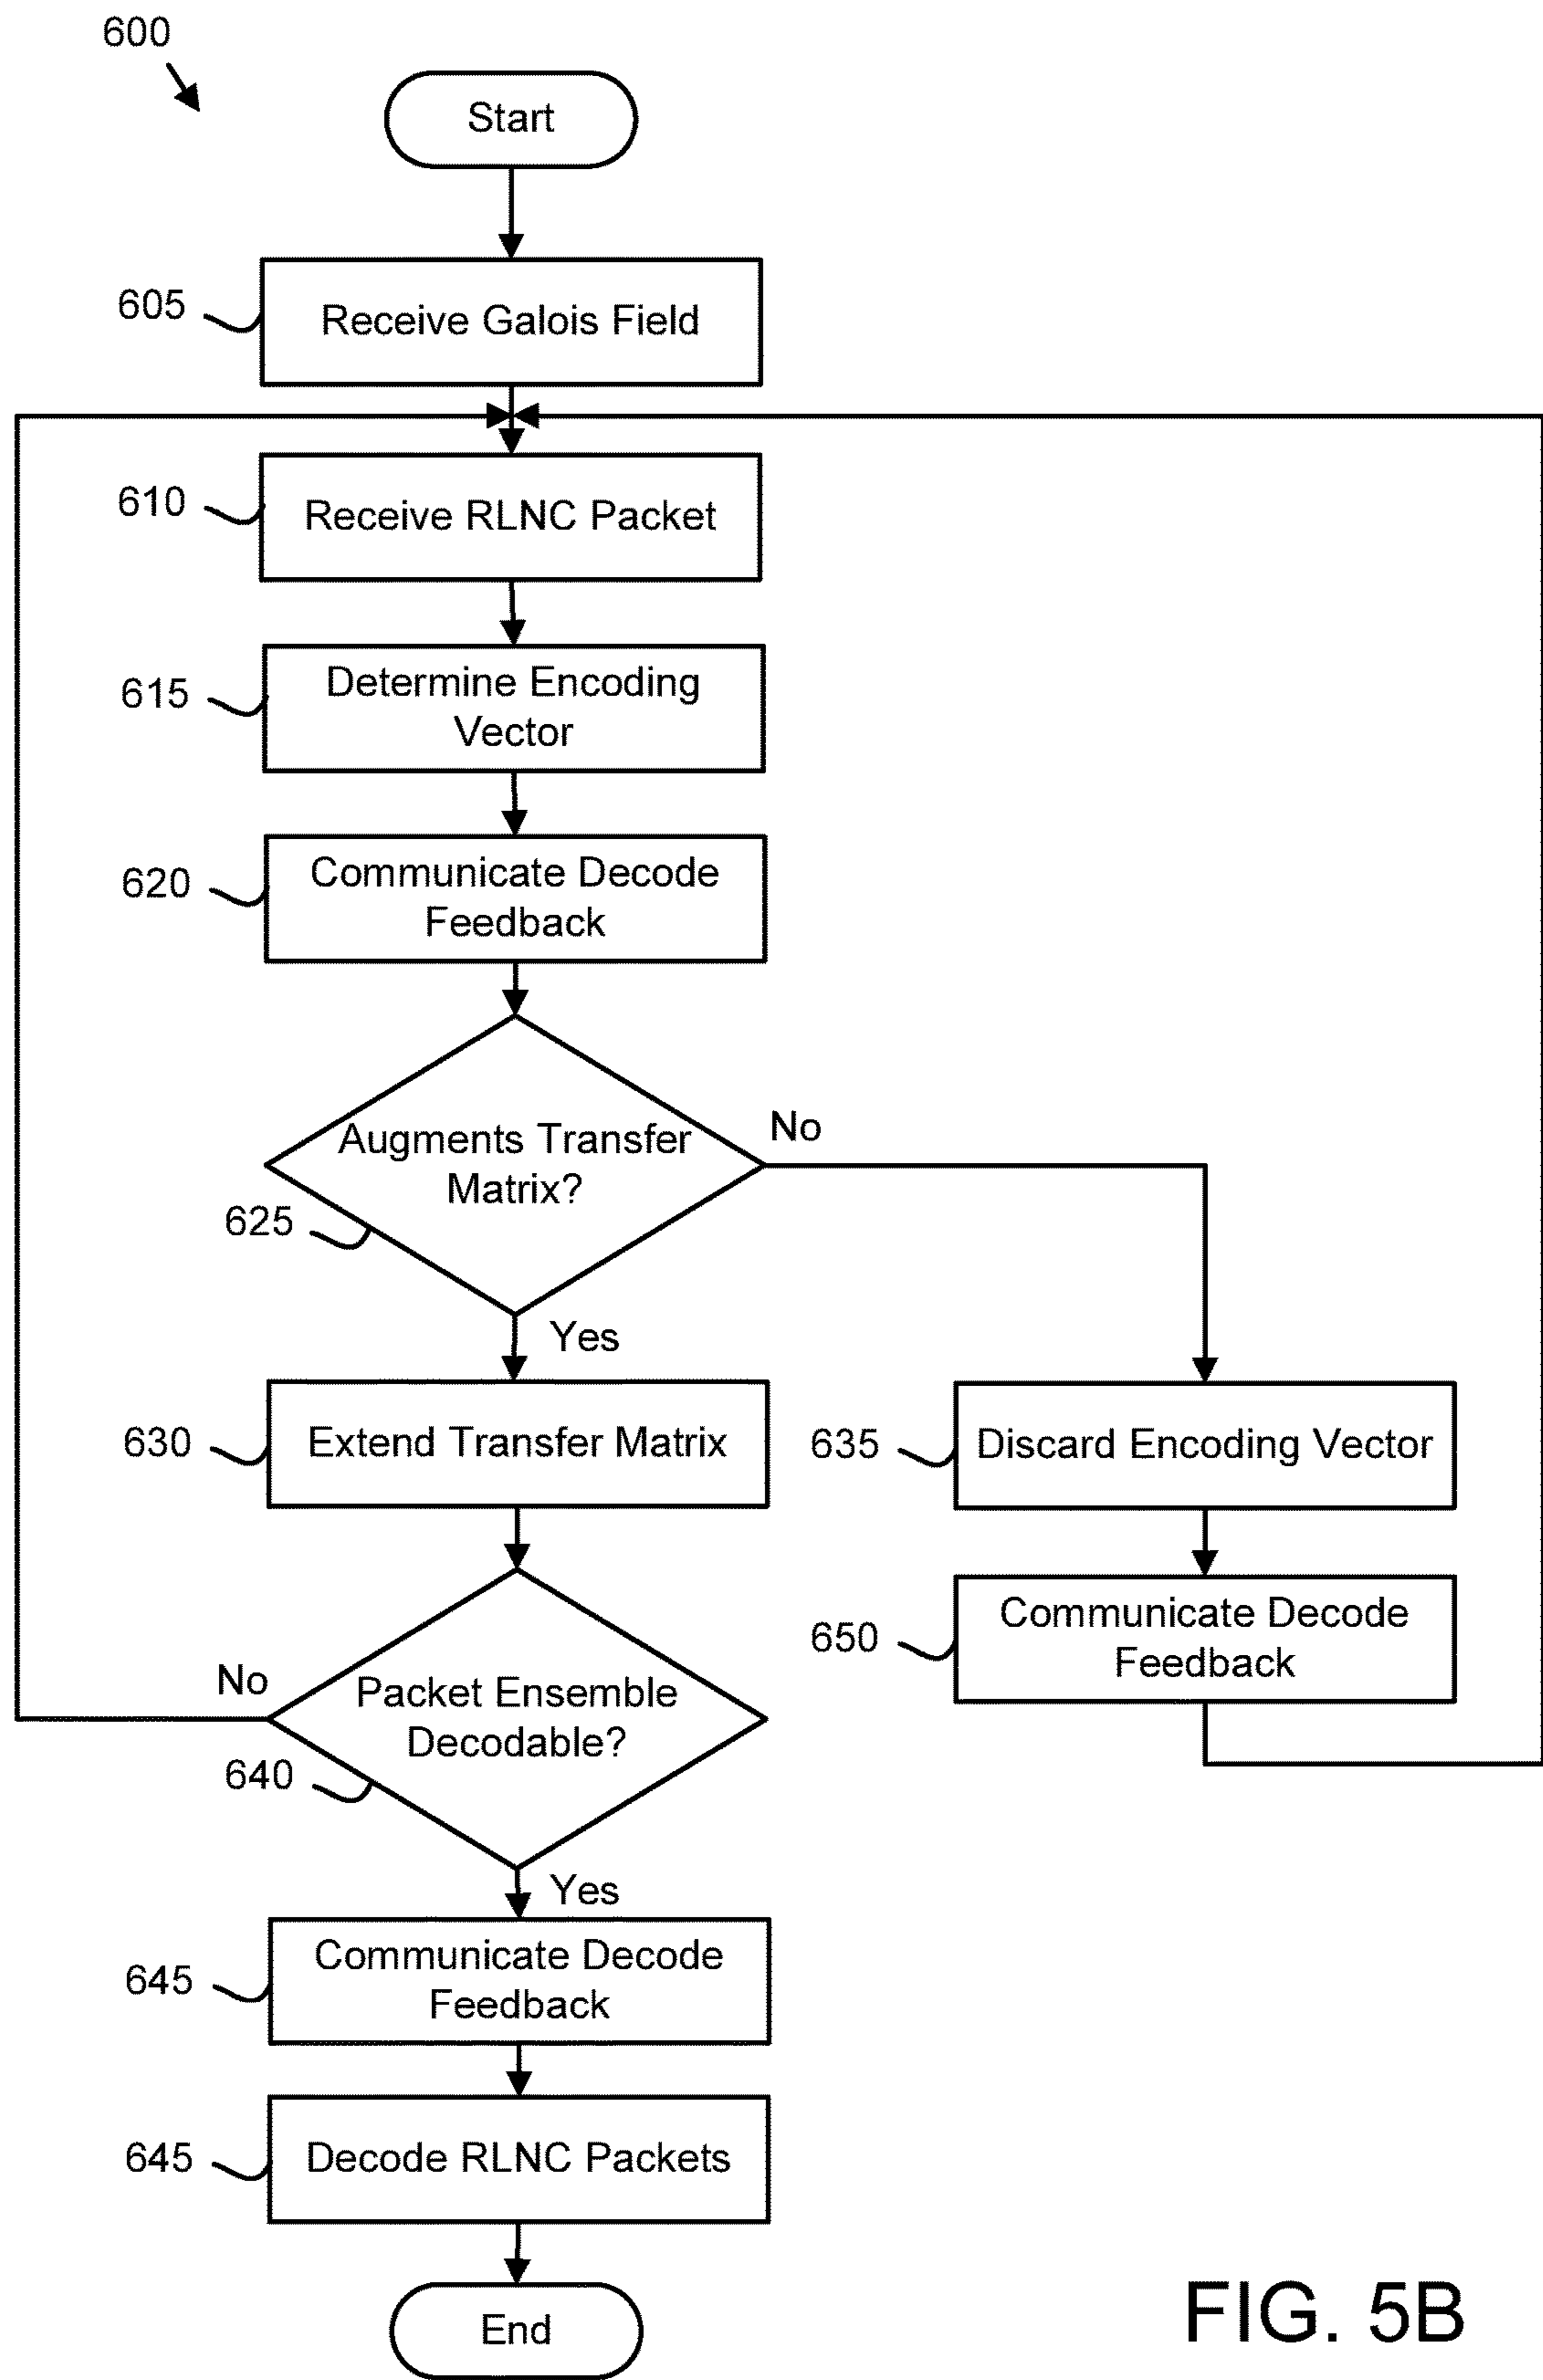 600
Start
605
Receive Galois Field
610
Receive RLNC Packet
615
Determine Encoding
Vector
620
Communicate Decode
Feedback
Augments Transfer
Matrix?
No
625
Yes
630
Extend Transfer Matrix
635
Discard Encoding Vector
650
Communicate Decode
Feedback
No
Packet Ensemble
Decodable?
640
Yes
645
Communicate Decode
Feedback
645
Decode RLNC Packets
End
FIG. 5B